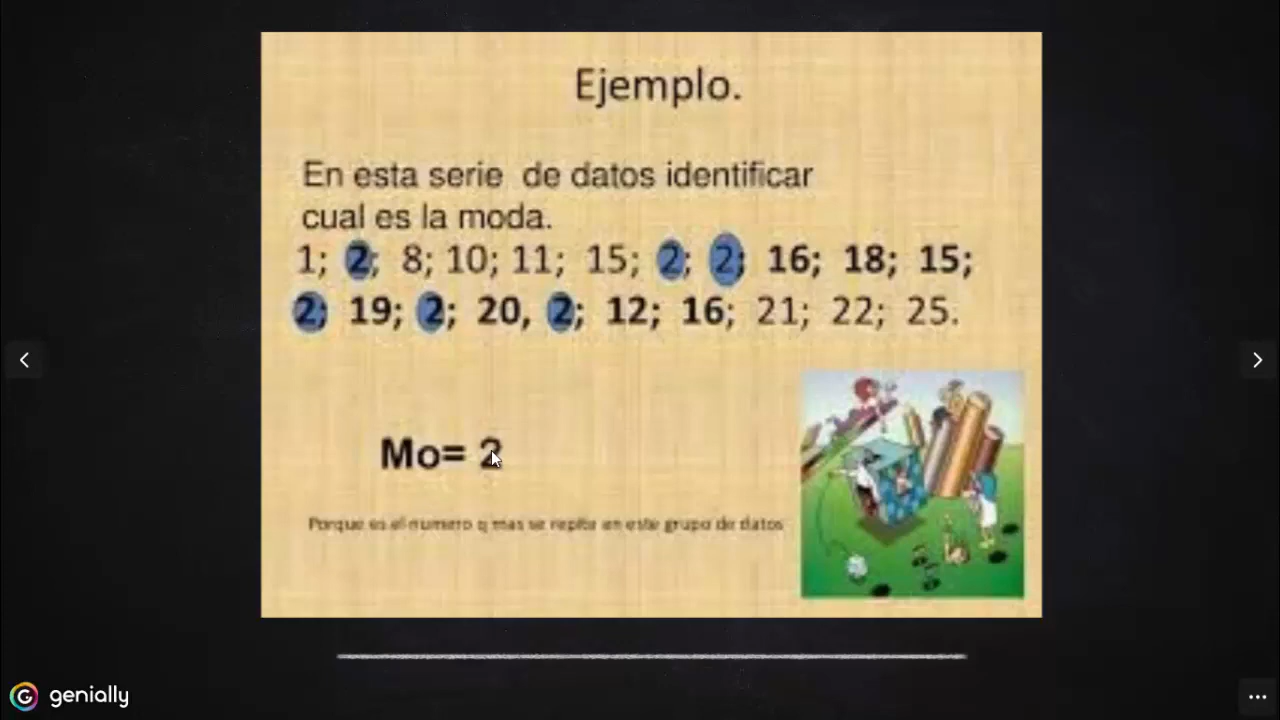 Ejemplo.
En esta serie de datos identificar
cual es la moda.
1; 2; 8; 10; 11; 15; 2; 2; 16; 18; 15;
2; 19; 2; 20, 2; 12; 16; 21; 22; 25.
Mo= 2
Porque es el numero q mas se repite en este grupo de datos
genially